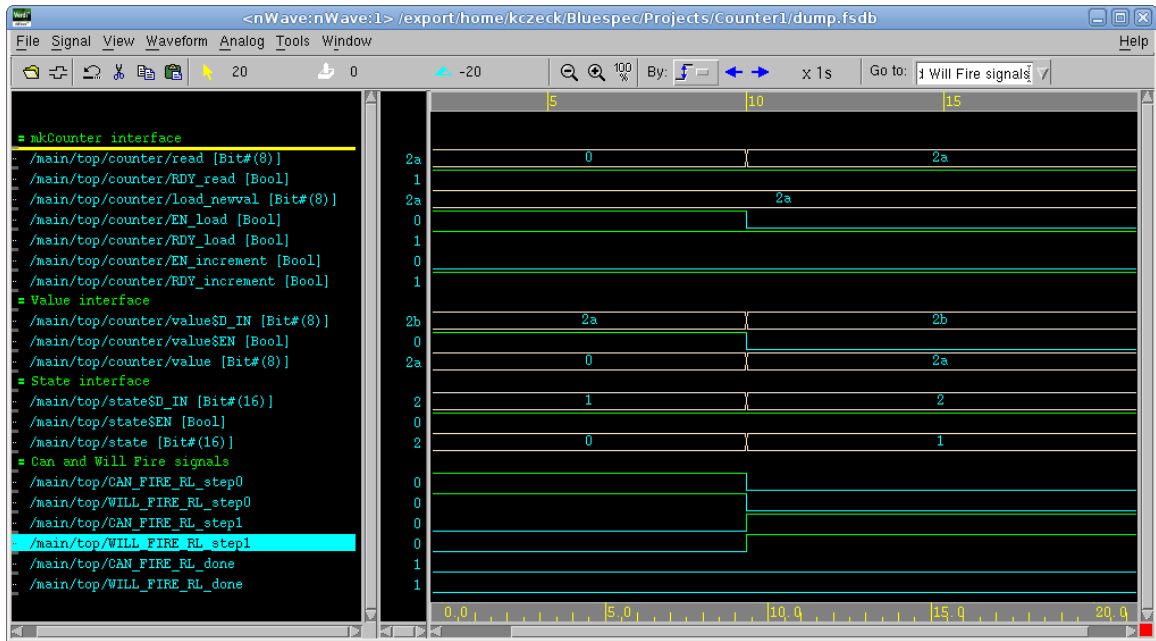 <nWave:nWave:1> /export/home/kczeck/Bluespec/Projects/Counter1/dump.fsdb
File Signal View Waveform Analog Tools Window Help
20 0 -20 100 % By: x 1s Go to: d Will Fire signals
5 10 15
= mkCounter interface
/main/top/counter/read [Bit#(8)] 2a 0 2a
/main/top/counter/RDY_read [Bool] 1
/main/top/counter/load_newval [Bit#(8)] 2a 2a
/main/top/counter/EN_load [Bool] 0
/main/top/counter/RDY_load [Bool] 1
/main/top/counter/EN_increment [Bool] 0
/main/top/counter/RDY_increment [Bool] 1
= Value interface
/main/top/counter/value$D_IN [Bit#(8)] 2b 2a 2b
/main/top/counter/value$EN [Bool] 0
/main/top/counter/value [Bit#(8)] 2a 0 2a
= State interface
/main/top/state$D_IN [Bit#(16)] 2 1 2
/main/top/state$EN [Bool] 0
/main/top/state [Bit#(16)] 2 0 1
= Can and Will Fire signals
/main/top/CAN_FIRE_RL_step0 0
/main/top/WILL_FIRE_RL_step0 0
/main/top/CAN_FIRE_RL_step1 0
/main/top/WILL_FIRE_RL_step1 0
/main/top/CAN_FIRE_RL_done 1
/main/top/WILL_FIRE_RL_done 1
0.0 5.0 10.0 15.0 20.0